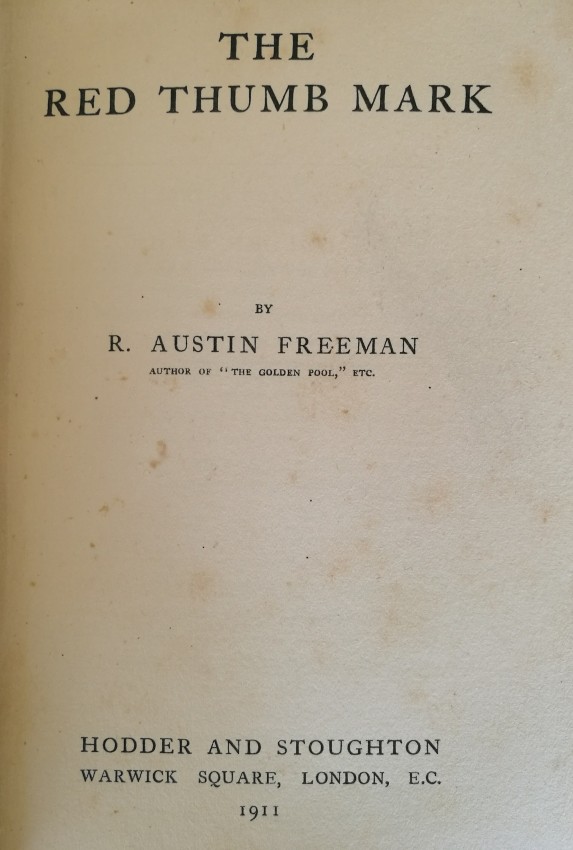 THE
RED THUMB MARK
BY
R. AUSTIN FREEMAN
AUTHOR OF "THE GOLDEN POOL," ETC.
HODDER AND STOUGHTON
WARWICK SQUARE, LONDON, E.C.
1911